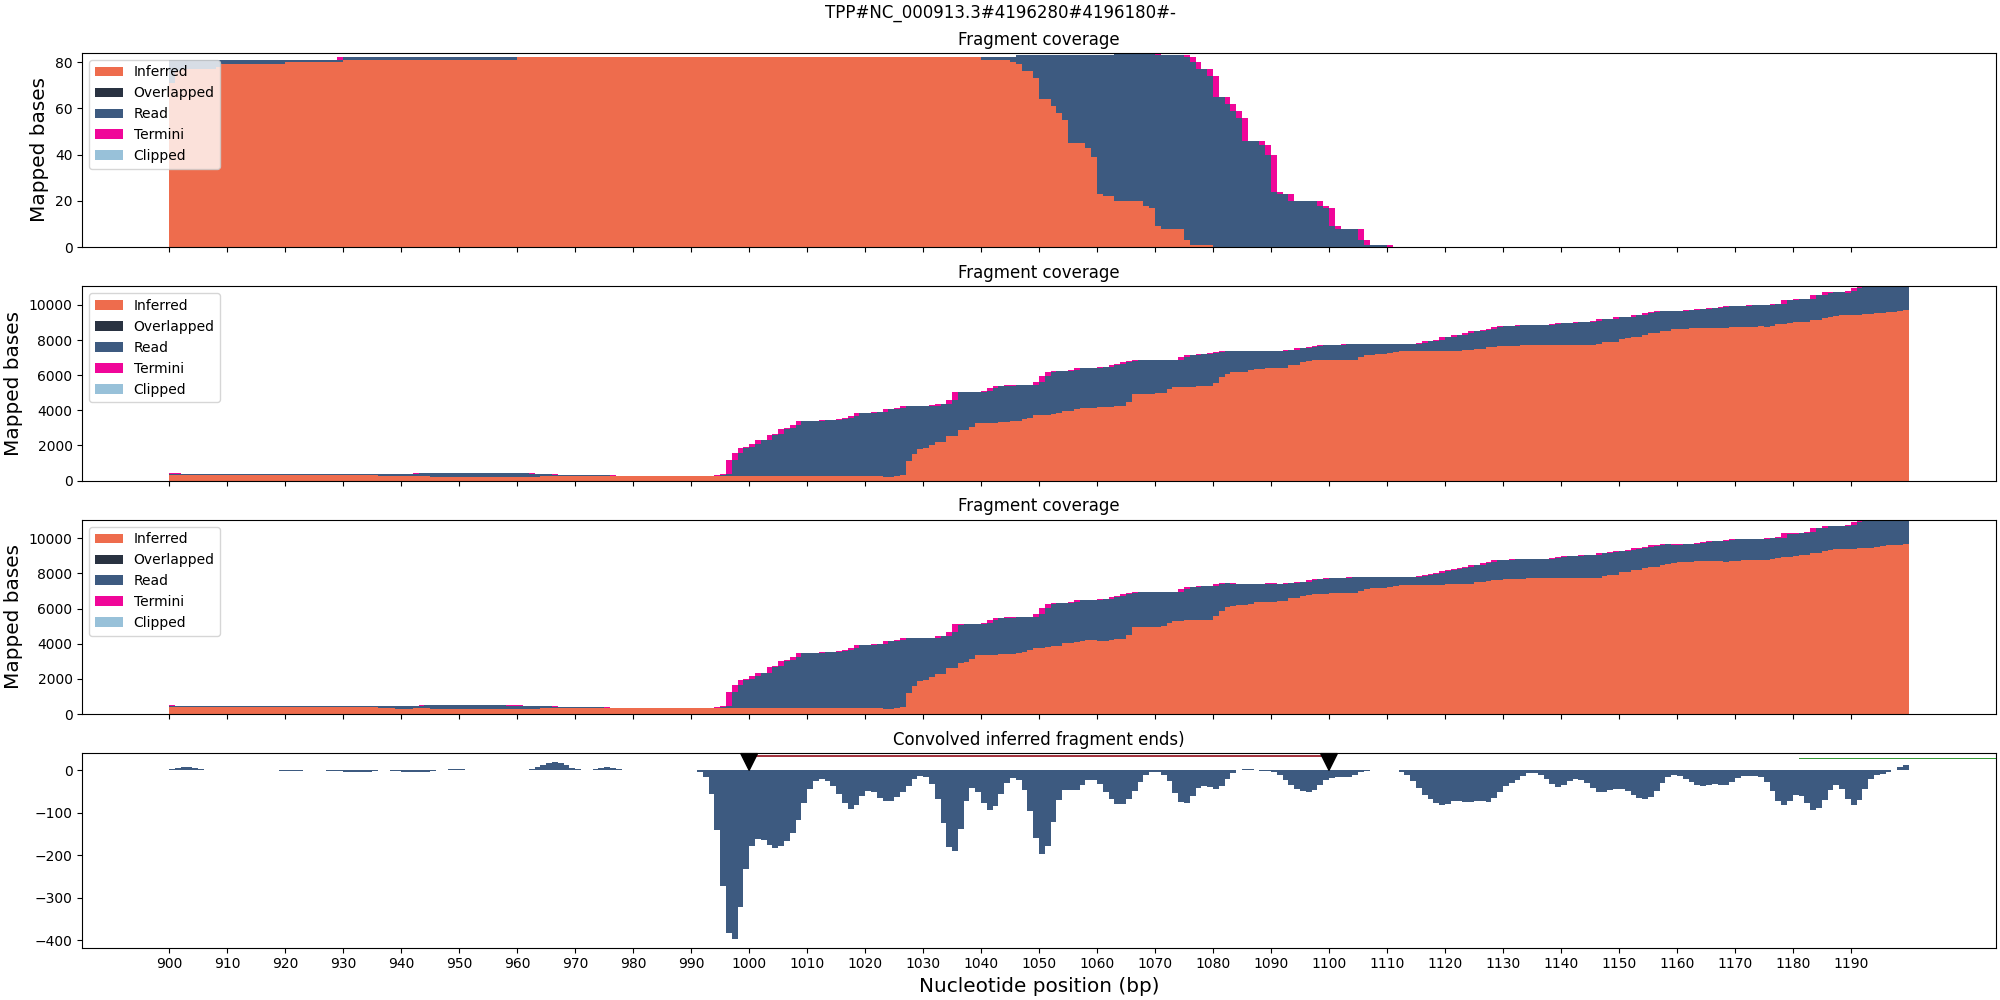 TPP#NC_000913.3#4196280#4196180#-
Fragment coverage
Mapped bases
80
60
40
20
0
Inferred
Overlapped
Read
Termini
Clipped
Fragment coverage
Mapped bases
10000
8000
6000
4000
2000
0
Inferred
Overlapped
Read
Termini
Clipped
Fragment coverage
Mapped bases
10000
8000
6000
4000
2000
0
Inferred
Overlapped
Read
Termini
Clipped
Convolved inferred fragment ends)
0
−100
−200
−300
−400
900 910 920 930 940 950 960 970 980 990 1000 1010 1020 1030 1040 1050 1060 1070 1080 1090 1100 1110 1120 1130 1140 1150 1160 1170 1180 1190
Nucleotide position (bp)